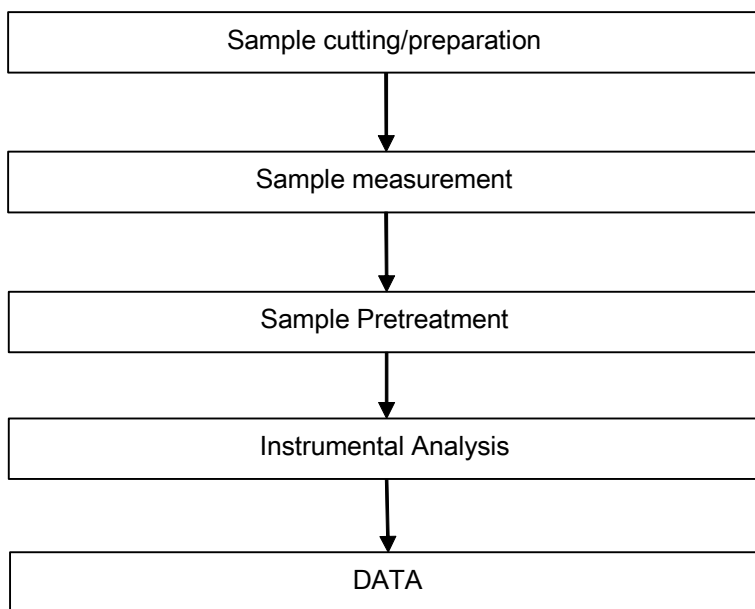 Sample cutting/preparation
Sample measurement
Sample Pretreatment
Instrumental Analysis
DATA